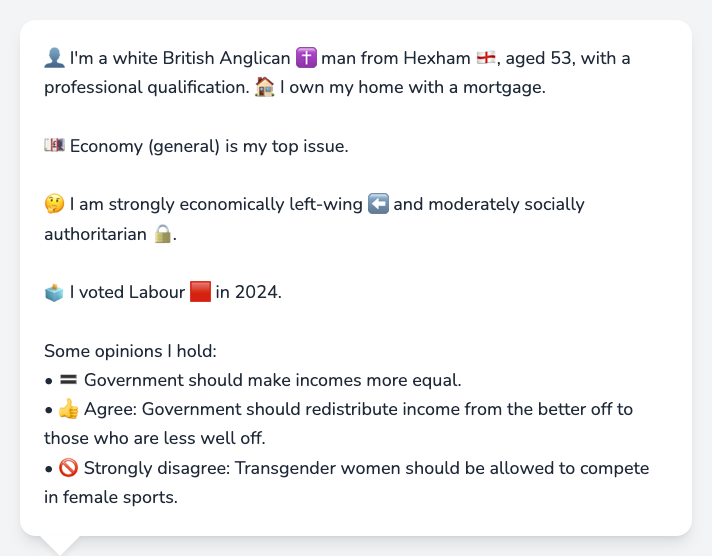 👤 I'm a white British Anglican ✝️ man from Hexham 🏴󠁧󠁢󠁥󠁮󠁧󠁿, aged 53, with a
professional qualification. 🏠 I own my home with a mortgage.
💷 Economy (general) is my top issue.
🤔 I am strongly economically left-wing ⬅️ and moderately socially
authoritarian 🔒.
🗳️ I voted Labour 🟥 in 2024.
Some opinions I hold:
• 🟰 Government should make incomes more equal.
• 👍 Agree: Government should redistribute income from the better off to
those who are less well off.
• 🚫 Strongly disagree: Transgender women should be allowed to compete
in female sports.